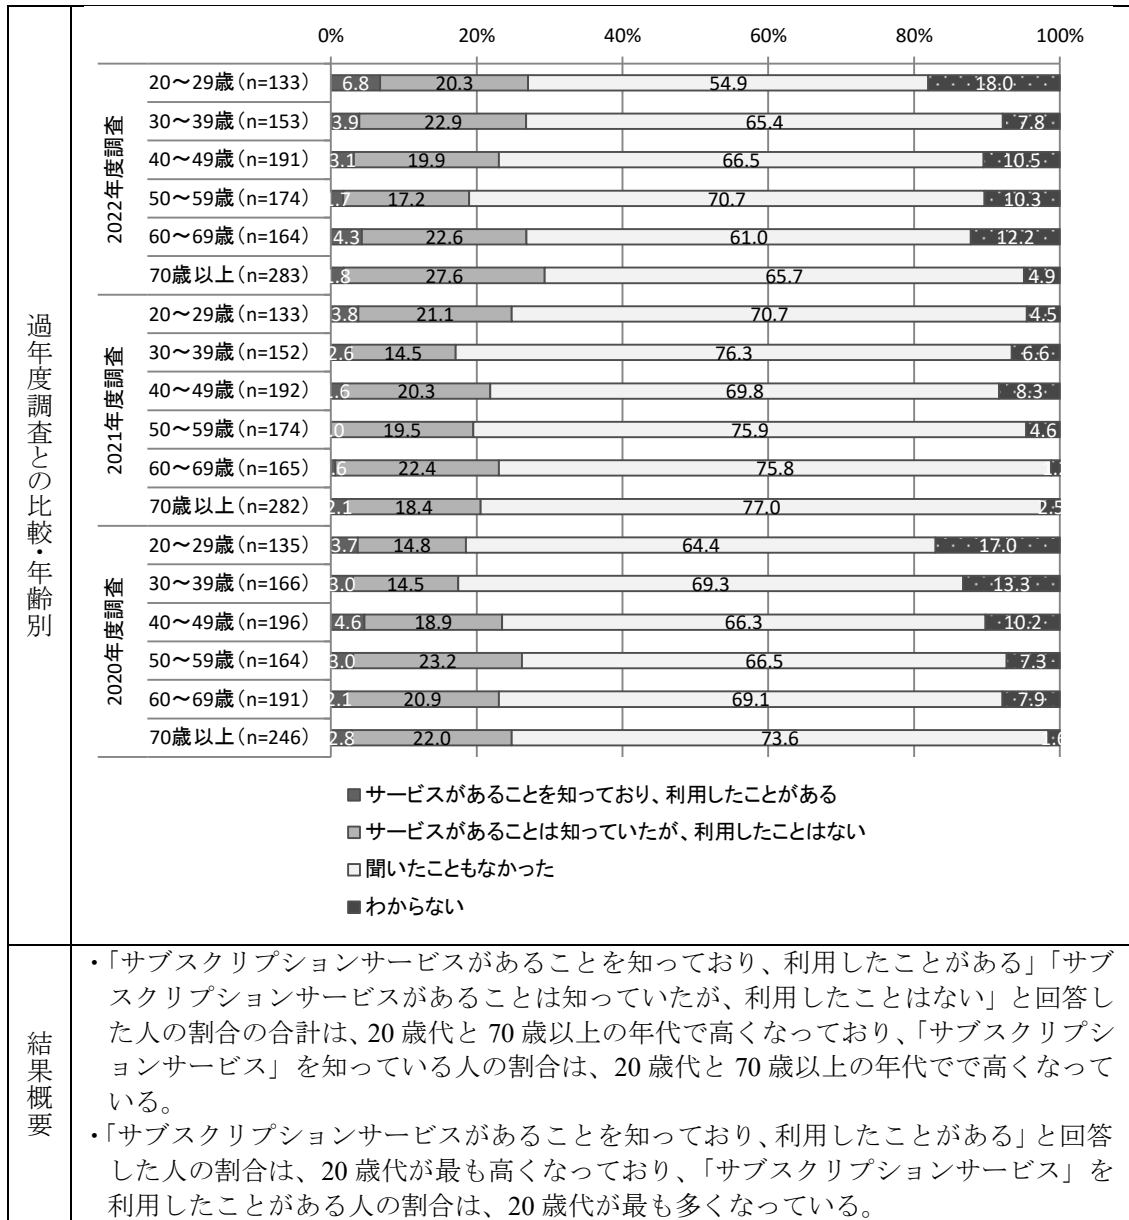 過年度調査との比較・年齢別
0% 20% 40% 60% 80% 100%
2022年度調査
20～29歳(n=133) 6.8 20.3 54.9 18.0
30～39歳(n=153) 3.9 22.9 65.4 7.8
40～49歳(n=191) 3.1 19.9 66.5 10.5
50～59歳(n=174) .7 17.2 70.7 10.3
60～69歳(n=164) 4.3 22.6 61.0 12.2
70歳以上(n=283) .8 27.6 65.7 4.9
2021年度調査
20～29歳(n=133) 3.8 21.1 70.7 4.5
30～39歳(n=152) 2.6 14.5 76.3 6.6
40～49歳(n=192) .6 20.3 69.8 8.3
50～59歳(n=174) .0 19.5 75.9 4.6
60～69歳(n=165) .6 22.4 75.8 1.
70歳以上(n=282) 2.1 18.4 77.0 2.5
2020年度調査
20～29歳(n=135) 3.7 14.8 64.4 17.0
30～39歳(n=166) 3.0 14.5 69.3 13.3
40～49歳(n=196) 4.6 18.9 66.3 10.2
50～59歳(n=164) 3.0 23.2 66.5 7.3
60～69歳(n=191) 2.1 20.9 69.1 7.9
70歳以上(n=246) 2.8 22.0 73.6 1.6
サービスがあることを知っており、利用したことがある
サービスがあることは知っていたが、利用したことはない
聞いたこともなかった
わからない
結果概要
・「サブスクリプションサービスがあることを知っており、利用したことがある」「サブ
スクリプションサービスがあることは知っていたが、利用したことはない」と回答し
た人の割合の合計は、20 歳代と 70 歳以上の年代で高くなっており、「サブスクリプシ
ョンサービス」を知っている人の割合は、20 歳代と 70 歳以上の年代でで高くなって
いる。
・「サブスクリプションサービスがあることを知っており、利用したことがある」と回答
した人の割合は、20 歳代が最も高くなっており、「サブスクリプションサービス」を
利用したことがある人の割合は、20 歳代が最も多くなっている。